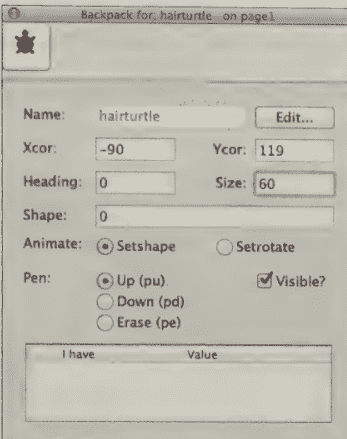 Backpack for: hairturtle on page1
Name: hairturtle Edit...
Xcor: -90 Ycor: 119
Heading: 0 Size: 60
Shape: 0
Animate: Setshape Setrotate
Pen: Up (pu) Visible?
Down (pd)
Erase (pe)
I have Value